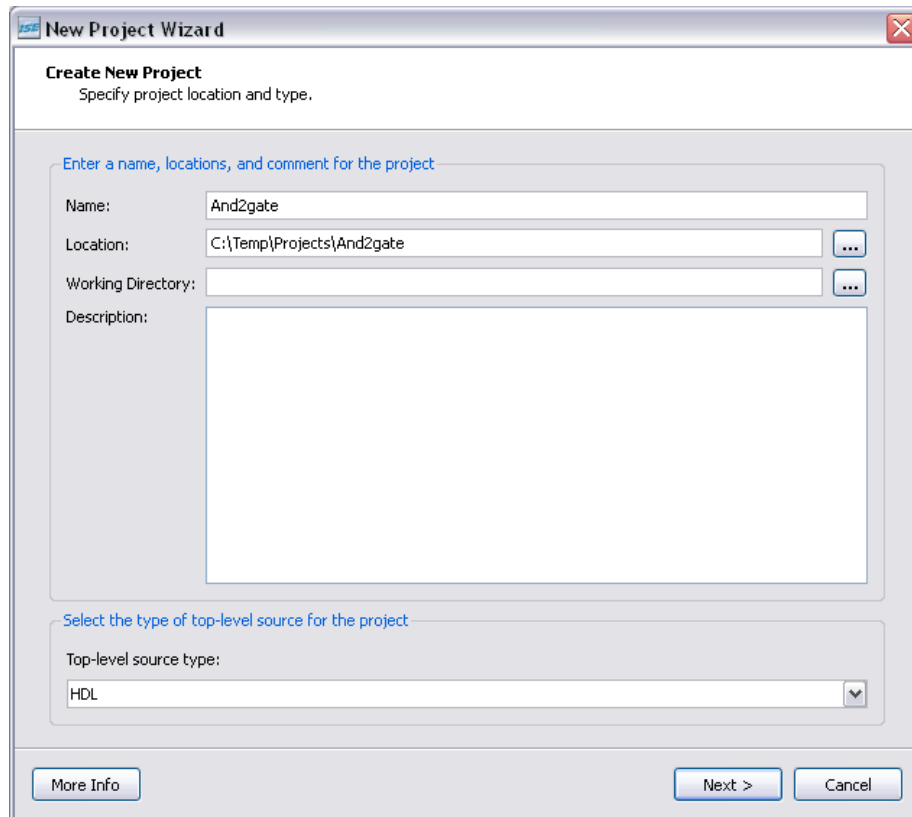 ISE New Project Wizard
Create New Project
Specify project location and type.
Enter a name, locations, and comment for the project
Name: And2gate
Location: C:\Temp\Projects\And2gate ...
Working Directory: ...
Description:
Select the type of top-level source for the project
Top-level source type:
HDL
More Info Next > Cancel